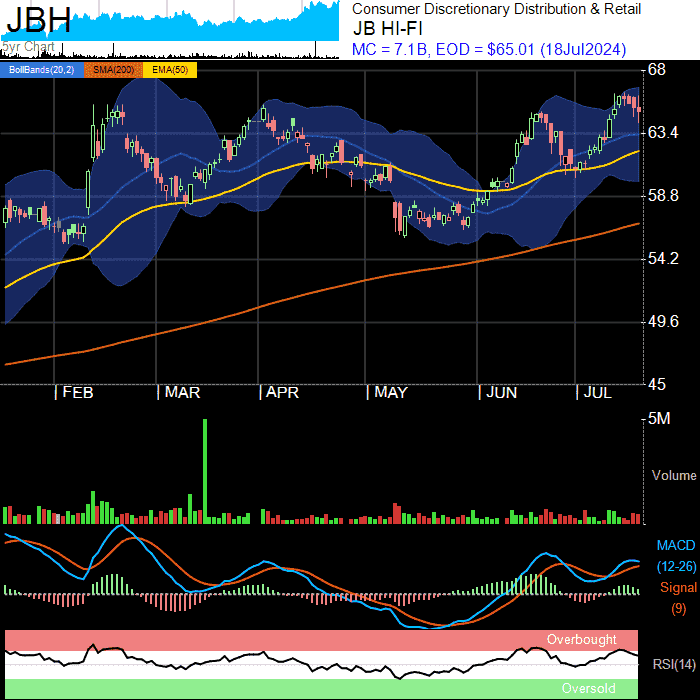 JBH
5yr Chart
Consumer Discretionary Distribution & Retail
JB HI-FI
MC = 7.1B, EOD = $65.01 (18Jul2024)
BollBands(20,2) SMA(200) EMA(50)
68
63.4
58.8
54.2
49.6
45
FEB MAR APR MAY JUN JUL
5M
Volume
MACD
(12-26)
Signal
(9)
Overbought
RSI(14)
Oversold